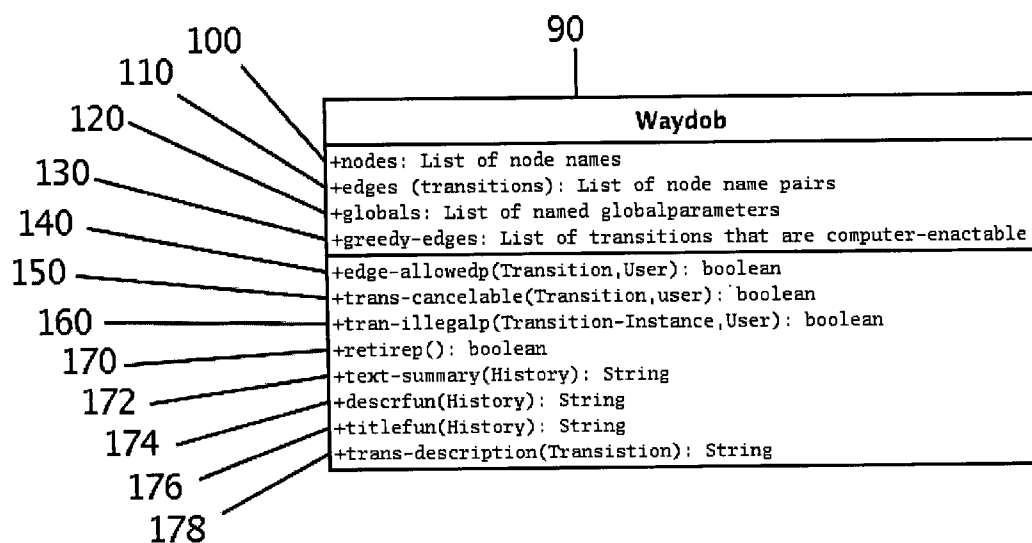 90
100
110
120
130
140
150
160
170
172
174
176
178
Waydob
+nodes: List of node names
+edges (transitions): List of node name pairs
+globals: List of named globalparameters
+greedy-edges: List of transitions that are computer-enactable
+edge-allowedp(Transition,User): boolean
+trans-cancelable(Transition,user): boolean
+tran-illegalp(Transition-Instance,User): boolean
+retirep(): boolean
+text-summary(History): String
+descrfun(History): String
+titlefun(History): String
+trans-description(Transistion): String